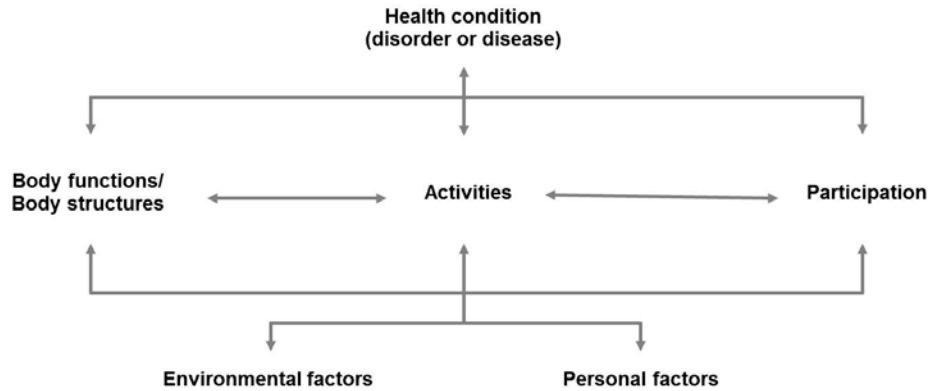 Health condition
(disorder or disease)
Body functions/
Body structures
Activities
Participation
Environmental factors
Personal factors